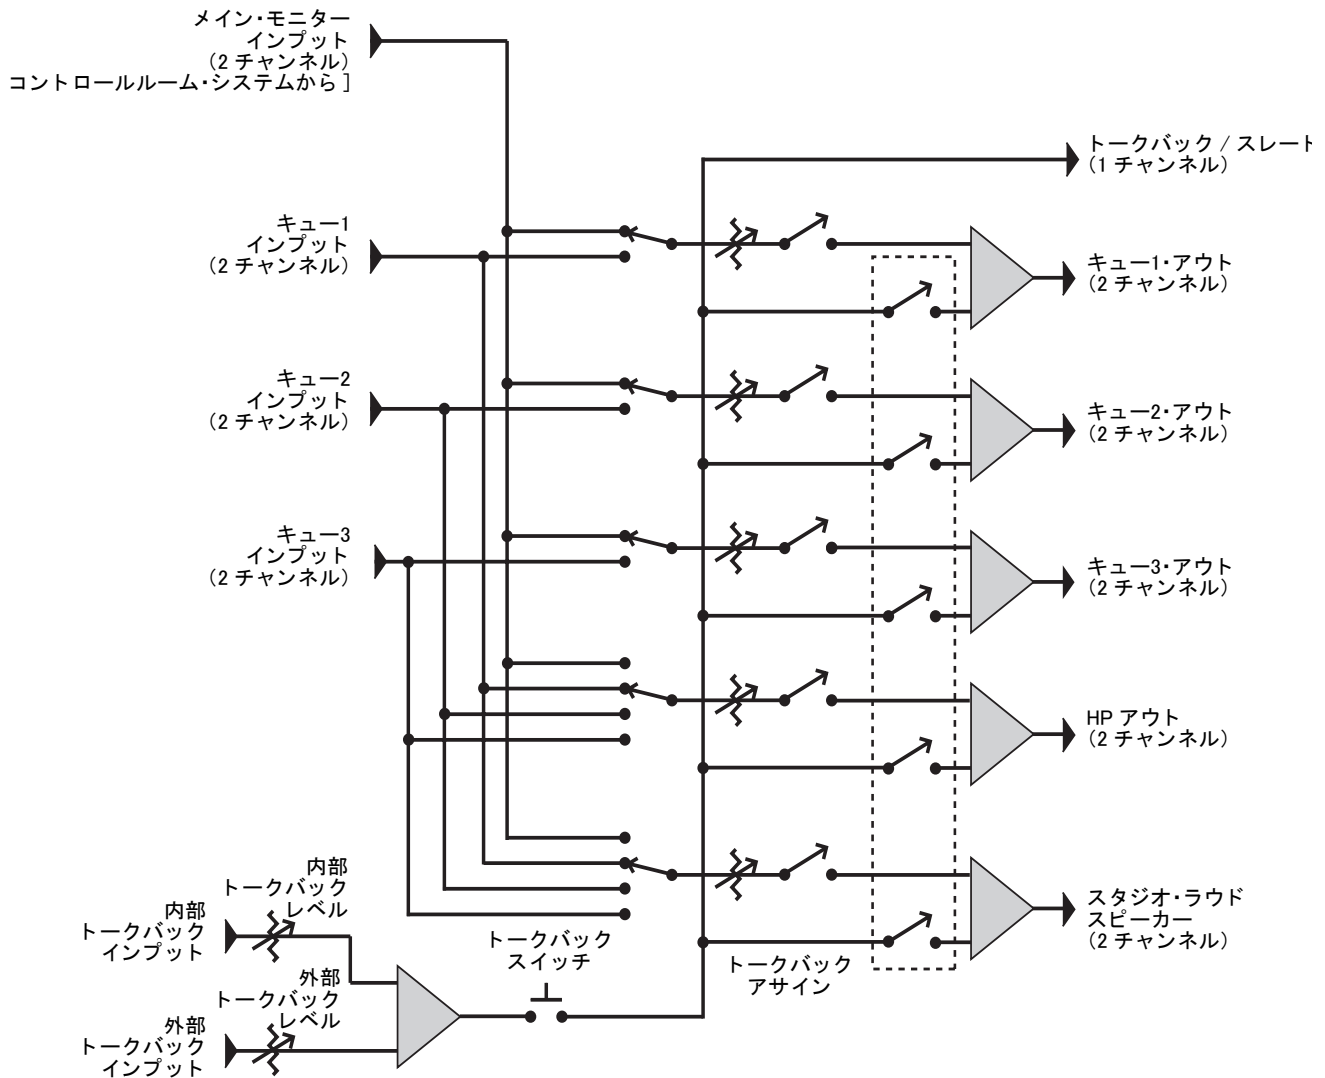 メイン・モニター
インプット
(2 チャンネル)
コントロールルーム・システムから ]
トークバック / スレート
(1 チャンネル)
キュー1
インプット
(2 チャンネル)
キュー1・アウト
(2 チャンネル)
キュー2
インプット
(2 チャンネル)
キュー2・アウト
(2 チャンネル)
キュー3
インプット
(2 チャンネル)
キュー3・アウト
(2 チャンネル)
HP アウト
(2 チャンネル)
内部
トークバック
レベル
内部
トークバック
インプット
スタジオ・ラウド
スピーカー
(2 チャンネル)
トークバック
スイッチ
トークバック
アサイン
外部
トークバック
レベル
外部
トークバック
インプット